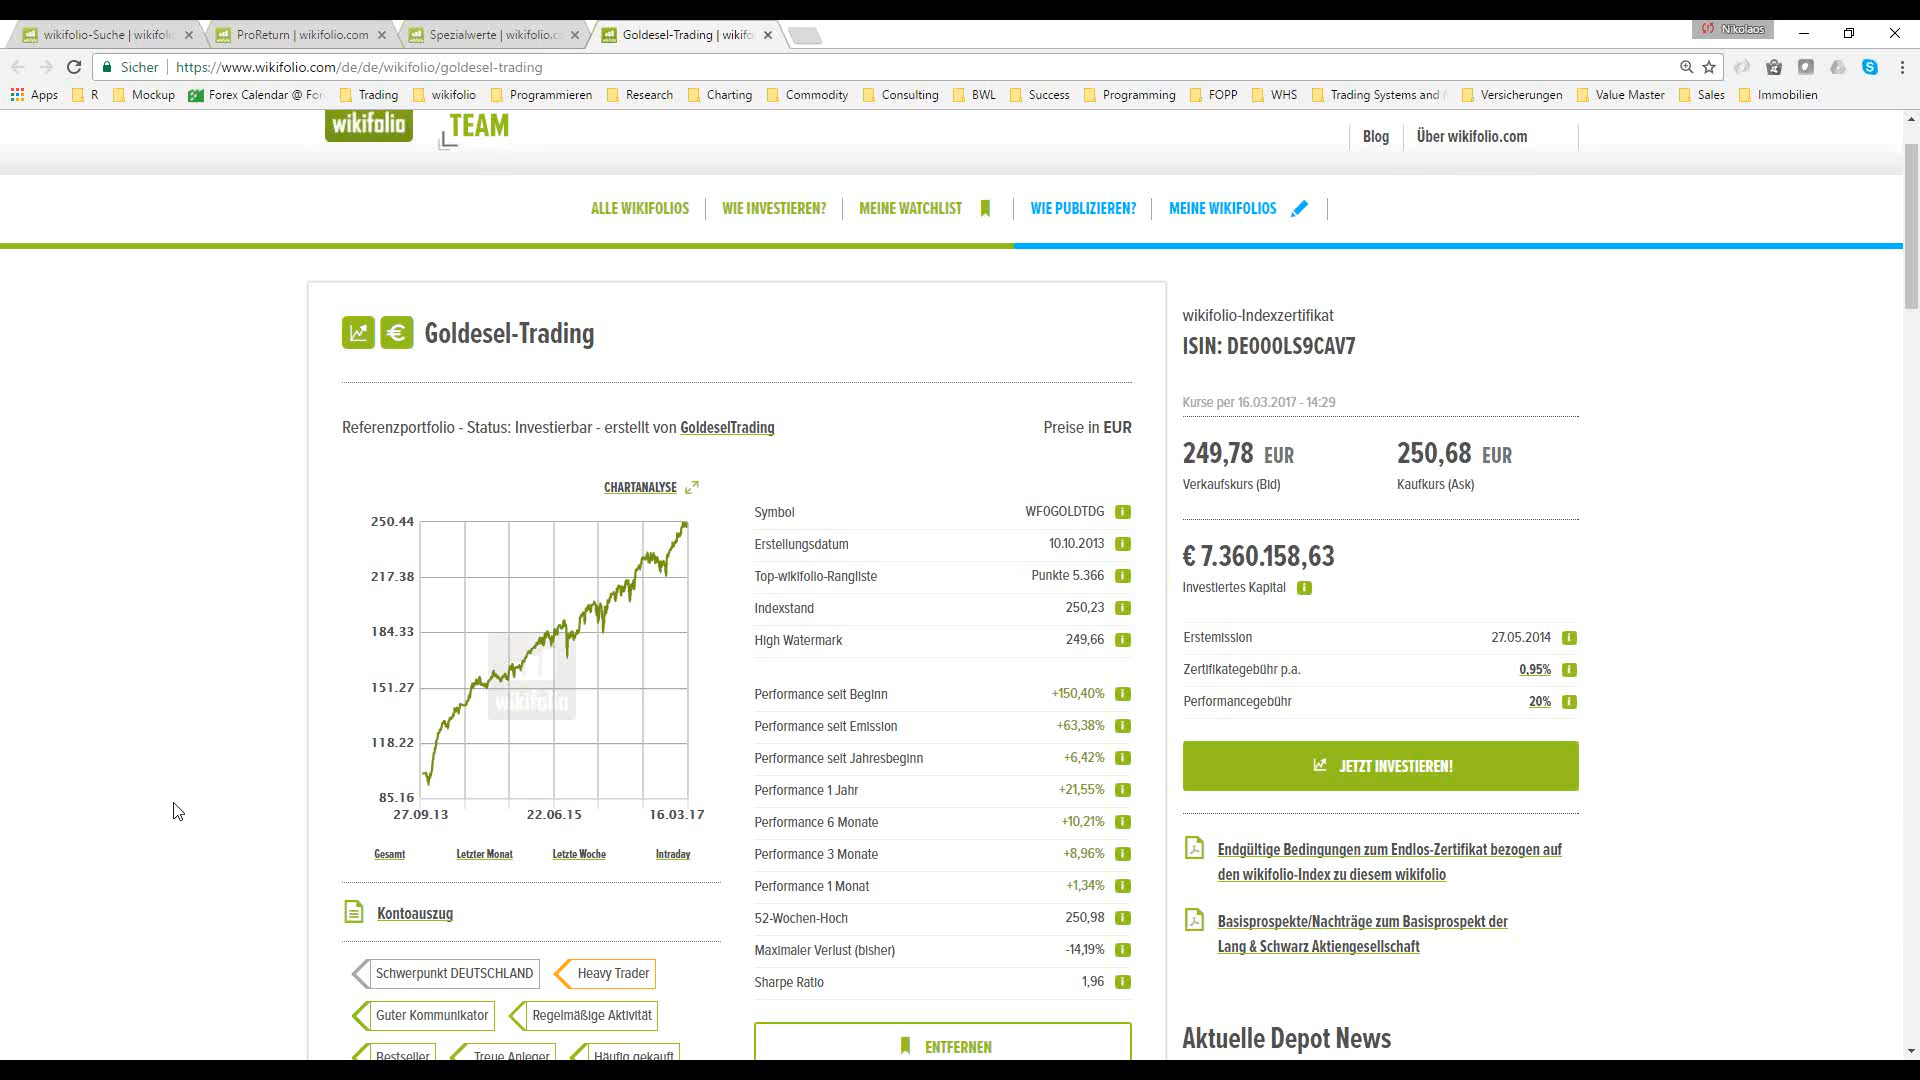 wikifolio-Suche | wikifoli
ProReturn | wikifolio.com
Spezialwerte | wikifolio.c
Goldesel-Trading | wikifo
Nikolaos
Sicher
https://www.wikifolio.com/de/de/wikifolio/goldesel-trading
Apps R Mockup Forex Calendar @ For Trading wikifolio Programmieren Research Charting Commodity Consulting BWL Success Programming FOPP WHS Trading Systems and Versicherungen Value Master Sales Immobilien
wikifolio TEAM
Blog Über wikifolio.com
ALLE WIKIFOLIOS WIE INVESTIEREN? MEINE WATCHLIST WIE PUBLIZIEREN? MEINE WIKIFOLIOS
Goldesel-Trading
Referenzportfolio - Status: Investierbar - erstellt von GoldeselTrading
Preise in EUR
CHARTANALYSE
250.44
217.38
184.33
151.27
118.22
85.16
wikifolio
27.09.13 22.06.15 16.03.17
Gesamt Letzter Monat Letzte Woche Intraday
Kontoauszug
Schwerpunkt DEUTSCHLAND Heavy Trader
Guter Kommunikator Regelmäßige Aktivität
Bestseller Treue Anleger Häufig gekauft
Symbol WF0GOLDTDG
Erstellungsdatum 10.10.2013
Top-wikifolio-Rangliste Punkte 5.366
Indexstand 250,23
High Watermark 249,66
Performance seit Beginn +150,40%
Performance seit Emission +63,38%
Performance seit Jahresbeginn +6,42%
Performance 1 Jahr +21,55%
Performance 6 Monate +10,21%
Performance 3 Monate +8,96%
Performance 1 Monat +1,34%
52-Wochen-Hoch 250,98
Maximaler Verlust (bisher) -14,19%
Sharpe Ratio 1,96
ENTFERNEN
wikifolio-Indexzertifikat
ISIN: DE000LS9CAV7
Kurse per 16.03.2017 - 14:29
249,78 EUR 250,68 EUR
Verkaufskurs (Bid) Kaufkurs (Ask)
€ 7.360.158,63
Investiertes Kapital
Erstemission 27.05.2014
Zertifikategebühr p.a. 0,95%
Performancegebühr 20%
JETZT INVESTIEREN!
Endgültige Bedingungen zum Endlos-Zertifikat bezogen auf
den wikifolio-Index zu diesem wikifolio
Basisprospekte/Nachträge zum Basisprospekt der
Lang & Schwarz Aktiengesellschaft
Aktuelle Depot News